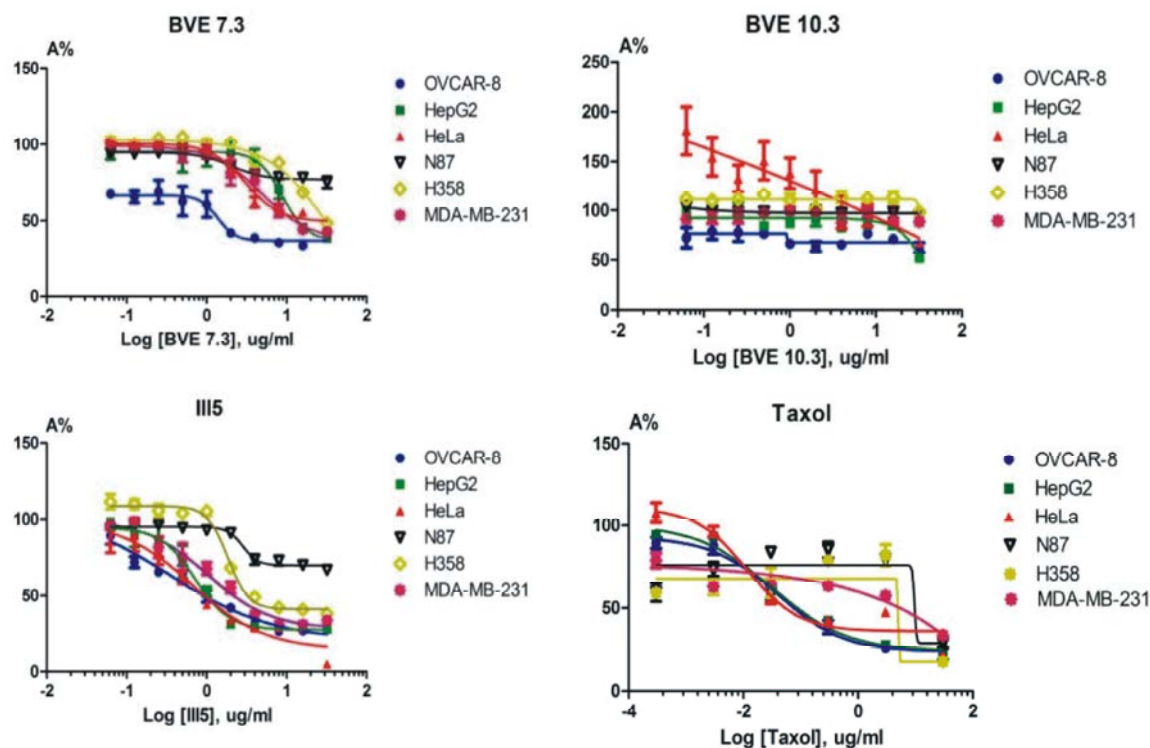 BVE 7.3
A%
150
100
50
0
-2 -1 0 1 2
Log [BVE 7.3], ug/ml
OVCAR-8
HepG2
HeLa
N87
H358
MDA-MB-231
BVE 10.3
A%
250
200
150
100
50
0
-2 -1 0 1 2
Log [BVE 10.3], ug/ml
OVCAR-8
HepG2
HeLa
N87
H358
MDA-MB-231
III5
A%
150
100
50
0
-2 -1 0 1 2
Log [III5], ug/ml
OVCAR-8
HepG2
HeLa
N87
H358
MDA-MB-231
Taxol
A%
150
100
50
0
-4 -2 0 2
Log [Taxol], ug/ml
OVCAR-8
HepG2
HeLa
N87
H358
MDA-MB-231